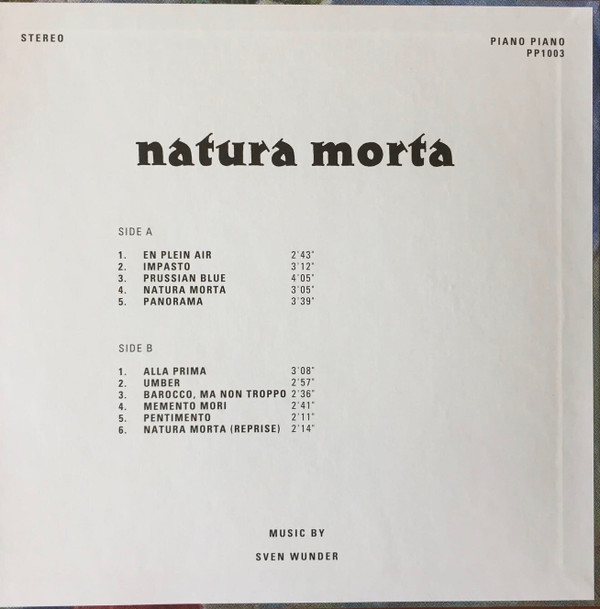 STEREO
PIANO PIANO
PP1003
natura morta
SIDE A
1. EN PLEIN AIR 2'43"
2. IMPASTO 3'12"
3. PRUSSIAN BLUE 4'05"
4. NATURA MORTA 3'05"
5. PANORAMA 3'39"
SIDE B
1. ALLA PRIMA 3'08"
2. UMBER 2'57"
3. BAROCCO, MA NON TROPPO 2'36"
4. MEMENTO MORI 2'41"
5. PENTIMENTO 2'11"
6. NATURA MORTA (REPRISE) 2'14"
MUSIC BY
SVEN WUNDER